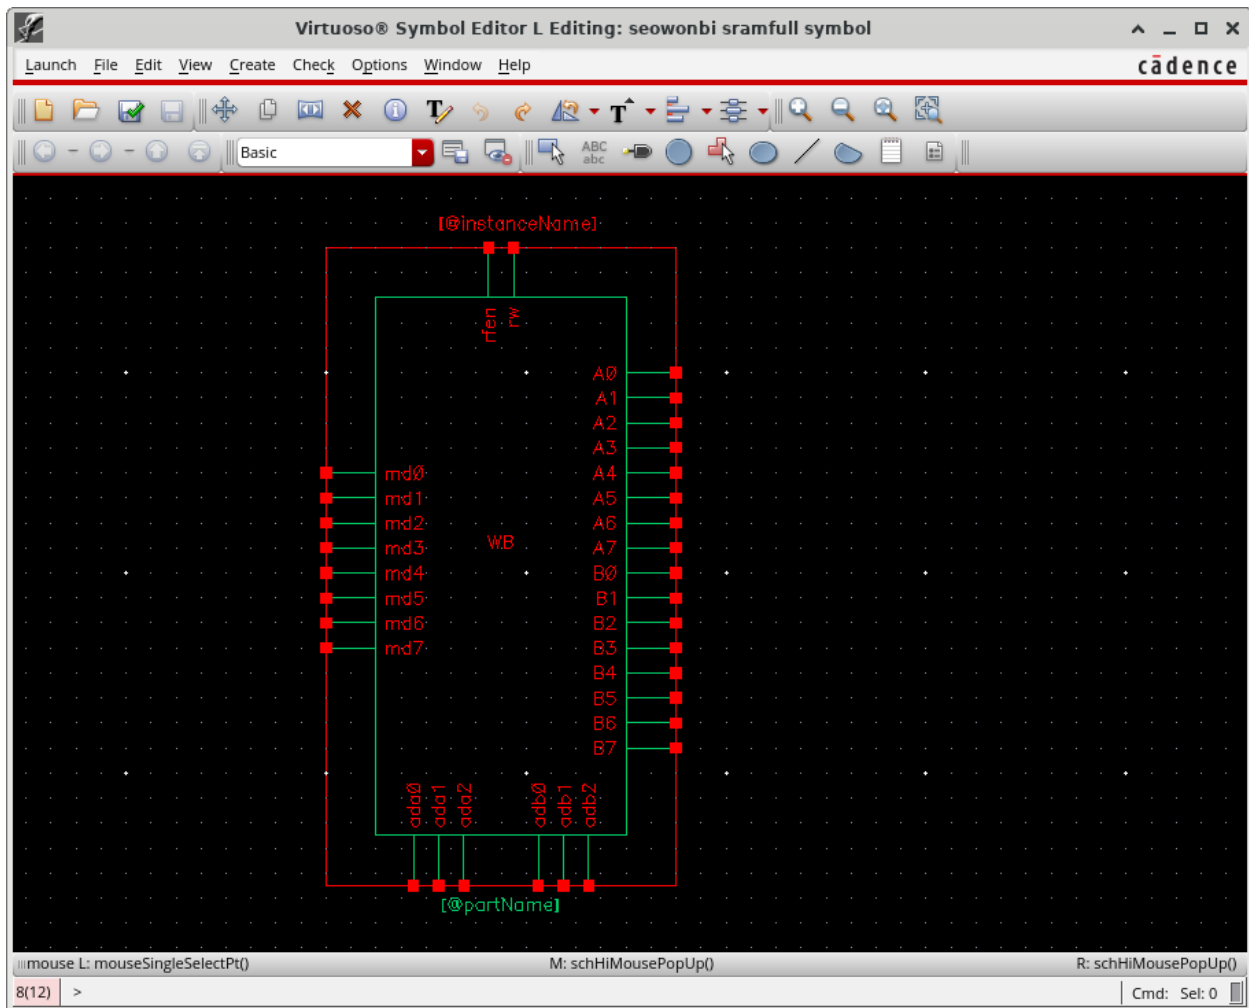 Virtuoso® Symbol Editor L Editing: seowonbi sramfull symbol
Launch File Edit View Create Check Options Window Help cādence
Basic
ABC
abc
[@instanceName]
rfen rw
A0
A1
A2
A3
md0 A4
md1 A5
md2 A6
WB
md3 A7
md4 B0
md5 B1
md6 B2
md7 B3
B4
B5
B6
B7
ada0 ada1 ada2 adb0 adb1 adb2
[@partName]
mouse L: mouseSingleSelectPt() M: schHiMousePopUp() R: schHiMousePopUp()
8(12) > Cmd: Sel: 0